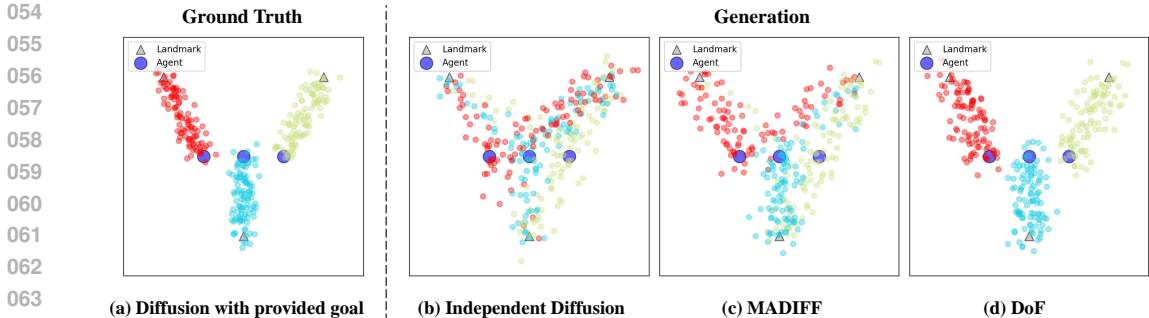 054
055
056
057
058
059
060
061
062
063
Ground Truth
Generation
Landmark
Agent
Landmark
Agent
Landmark
Agent
Landmark
Agent
(a) Diffusion with provided goal
(b) Independent Diffusion
(c) MADIFF
(d) DoF